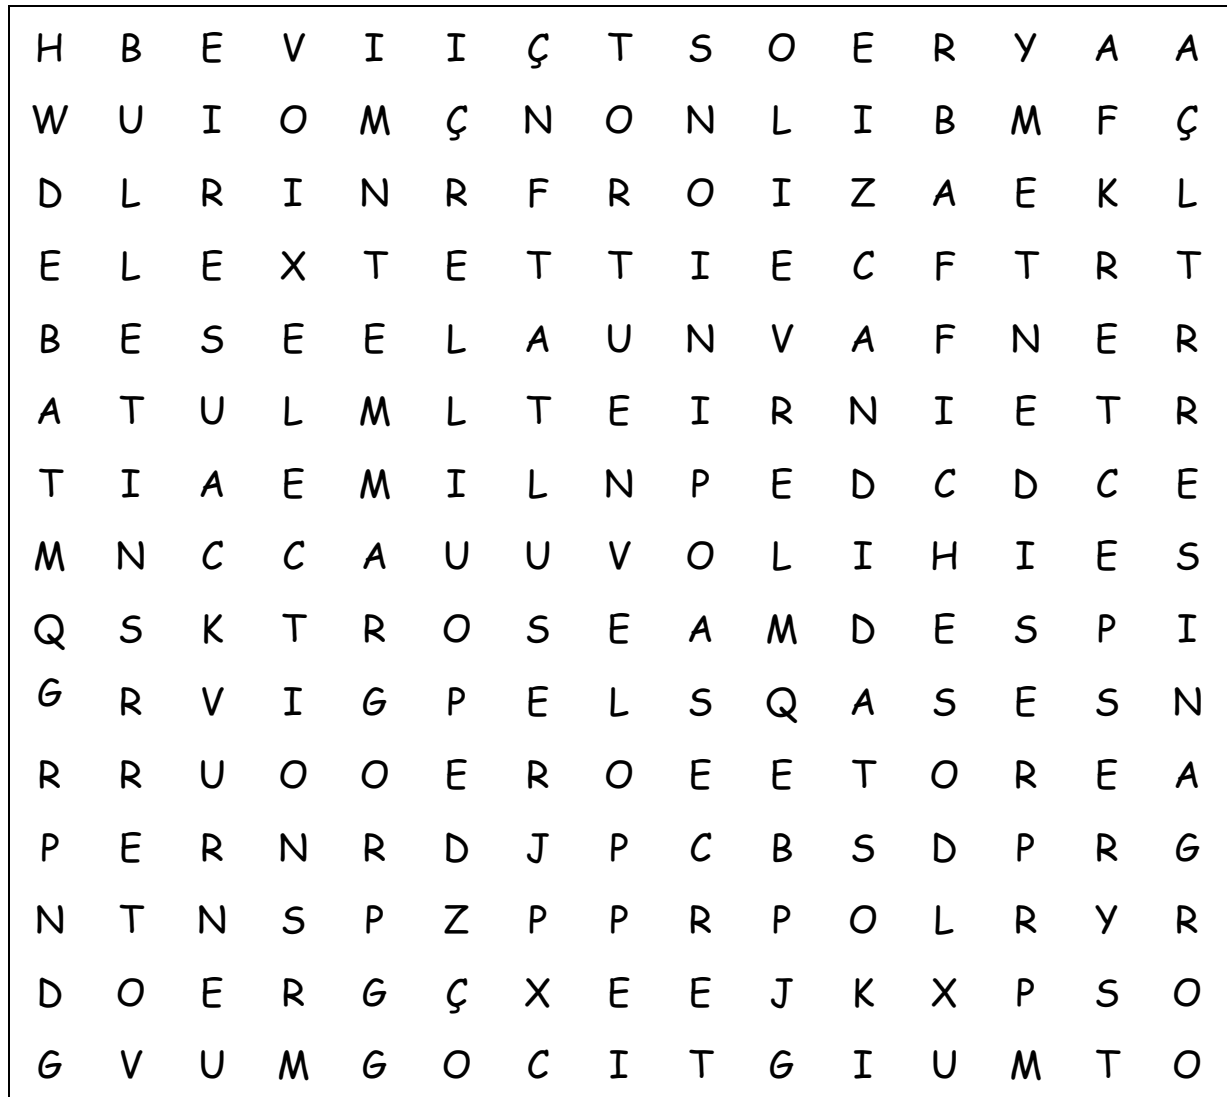 H B E V I I Ç T S O E R Y A A
W U I O M Ç N O N L I B M F Ç
D L R I N R F R O I Z A E K L
E L E X T E T T I E C F T R T
B E S E E L A U N V A F N E R
A T U L M L T E I R N I E T R
T I A E M I L N P E D C D C E
M N C C A U U V O L I H I E S
Q S K T R O S E A M D E S P I
G R V I G P E L S Q A S E S N
R R U O O E R O E E T O R E A
P E R N R D J P C B S D P R G
N T N S P Z P P R P O L R Y R
D O E R G Ç X E E J K X P S O
G V U M G O C I T G I U M T O